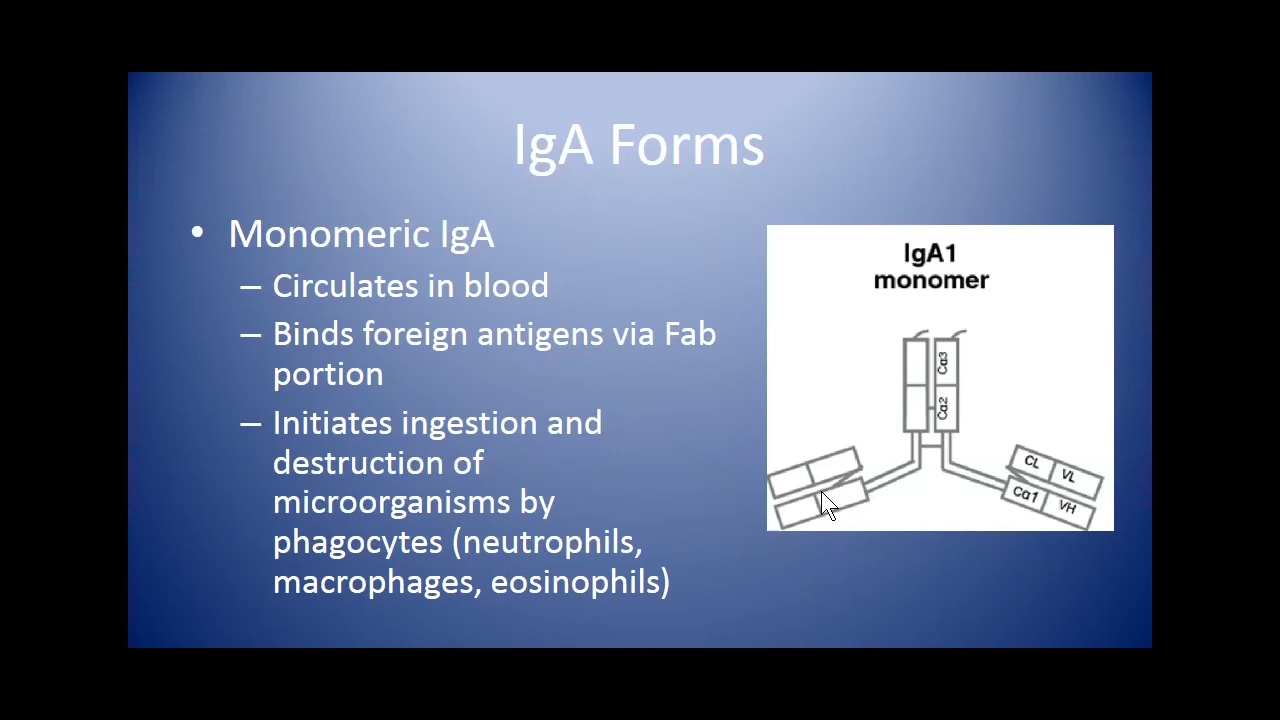 IgA Forms
• Monomeric IgA
– Circulates in blood
– Binds foreign antigens via Fab
portion
– Initiates ingestion and
destruction of
microorganisms by
phagocytes (neutrophils,
macrophages, eosinophils)
IgA1
monomer
Cα3
Cα2
CL VL
Cα1 VH